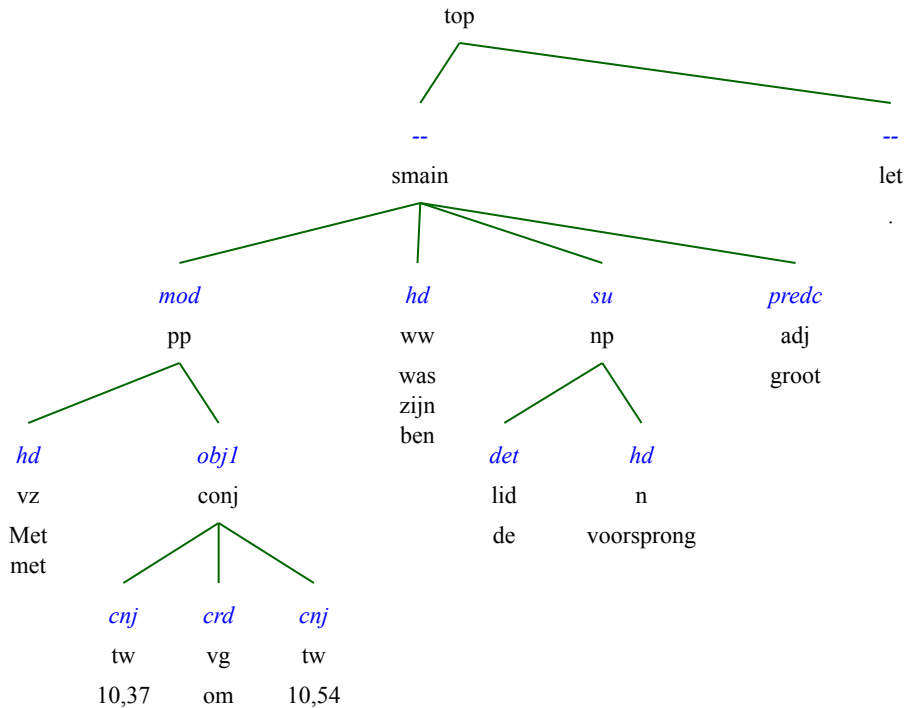 top
-- --
smain let
.
mod hd su predc
pp ww np adj
was groot
zijn
ben
hd obj1 det hd
vz conj lid n
Met de voorsprong
met
cnj crd cnj
tw vg tw
10,37 om 10,54